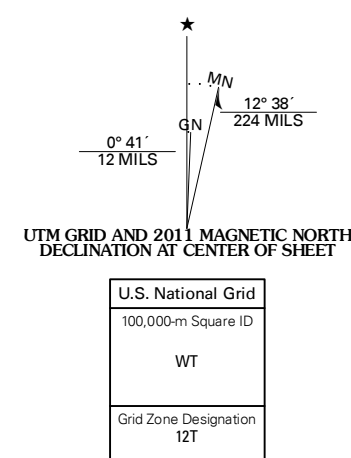 ★
MN
12° 38´
224 MILS
GN
0° 41´
12 MILS
UTM GRID AND 2011 MAGNETIC NORTH
DECLINATION AT CENTER OF SHEET
U.S. National Grid
100,000-m Square ID
WT
Grid Zone Designation
12T